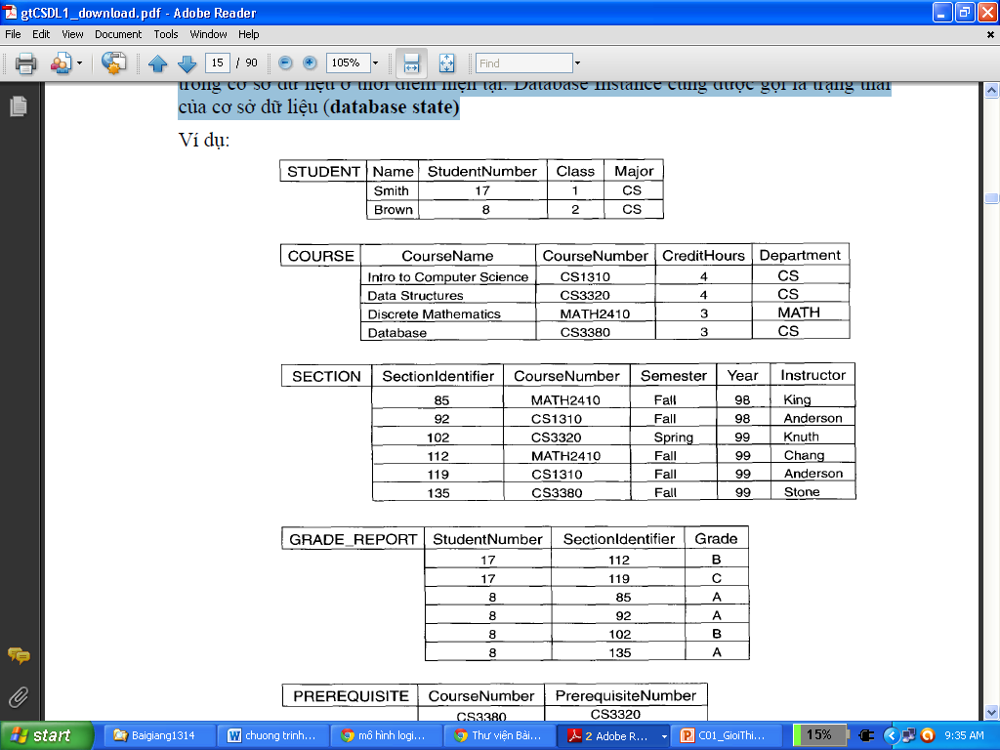 gtCSDL1_download.pdf - Adobe Reader
File Edit View Document Tools Window Help
15 / 90 105% Find
trong cơ sở dữ liệu ở thời điểm hiện tại. Database Instance cũng được gọi là trạng thái
của cơ sở dữ liệu (database state)
Ví dụ:
STUDENT Name StudentNumber Class Major
Smith 17 1 CS
Brown 8 2 CS
COURSE CourseName CourseNumber CreditHours Department
Intro to Computer Science CS1310 4 CS
Data Structures CS3320 4 CS
Discrete Mathematics MATH2410 3 MATH
Database CS3380 3 CS
SECTION SectionIdentifier CourseNumber Semester Year Instructor
85 MATH2410 Fall 98 King
92 CS1310 Fall 98 Anderson
102 CS3320 Spring 99 Knuth
112 MATH2410 Fall 99 Chang
119 CS1310 Fall 99 Anderson
135 CS3380 Fall 99 Stone
GRADE_REPORT StudentNumber SectionIdentifier Grade
17 112 B
17 119 C
8 85 A
8 92 A
8 102 B
8 135 A
PREREQUISITE CourseNumber PrerequisiteNumber
CS3380 CS3320
start Baigiang1314 chuong trinh... mô hình logi... Thư viện Bài... 2 Adobe R... C01_GioiThi... 15% 9:35 AM